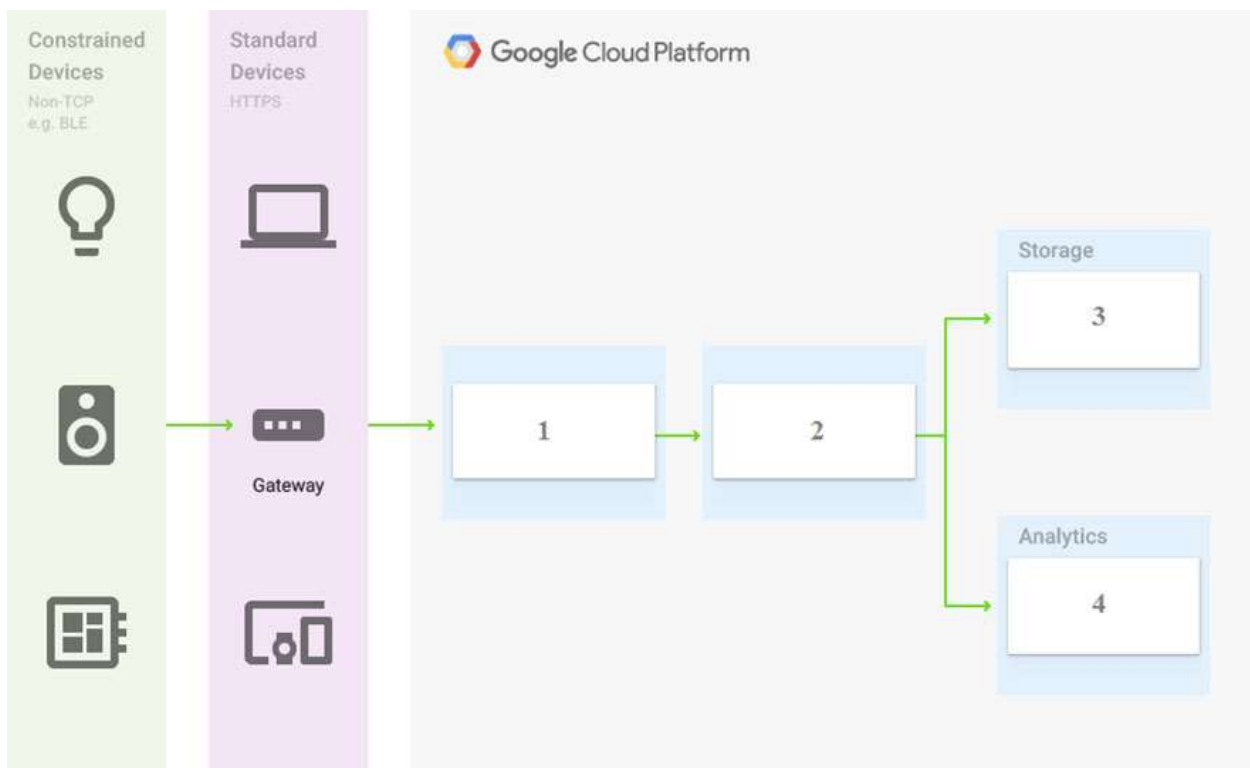 Constrained
Devices
Non-TCP
e.g. BLE
Standard
Devices
HTTPS
Google Cloud Platform
Storage
3
1
2
Gateway
Analytics
4